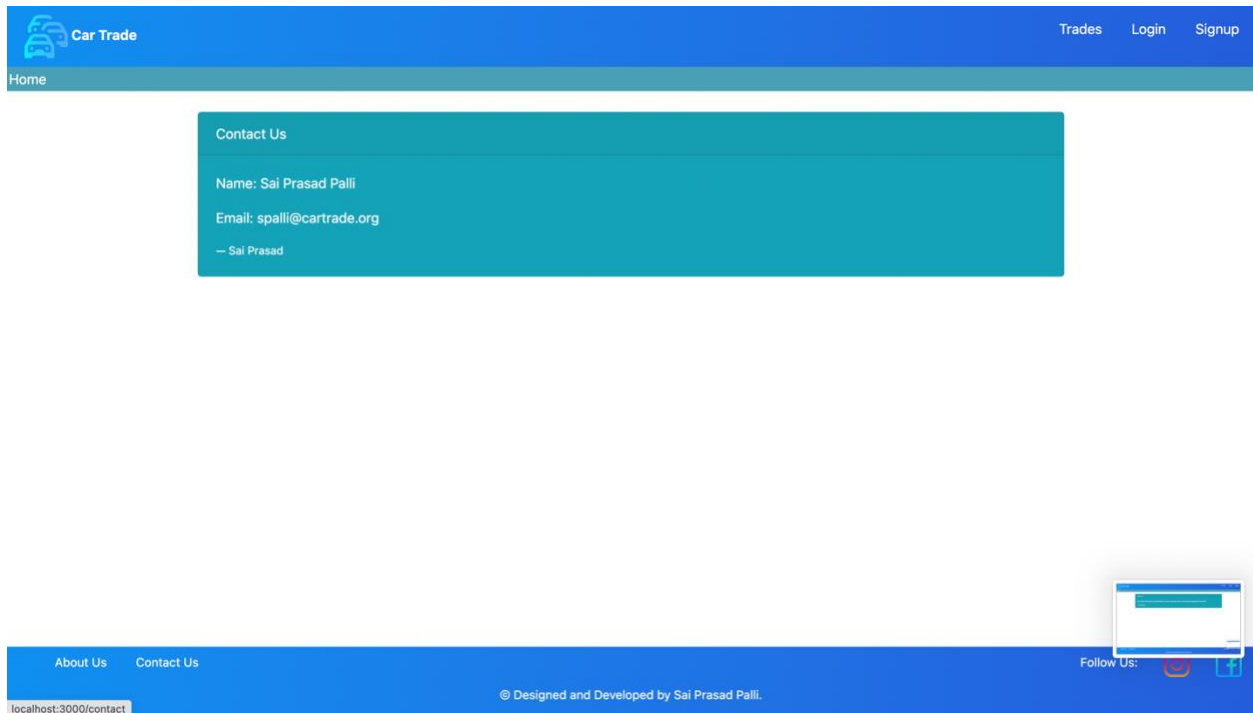 Car Trade
Trades Login Signup
Home
Contact Us
Name: Sai Prasad Palli
Email: spalli@cartrade.org
— Sai Prasad
About Us Contact Us
Follow Us:
© Designed and Developed by Sai Prasad Palli.
localhost:3000/contact